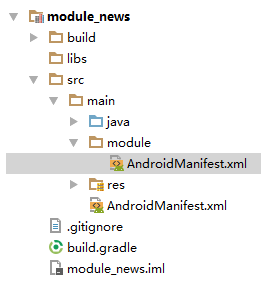 module_news
build
libs
src
main
java
module
AndroidManifest.xml
res
AndroidManifest.xml
.gitignore
build.gradle
module_news.iml